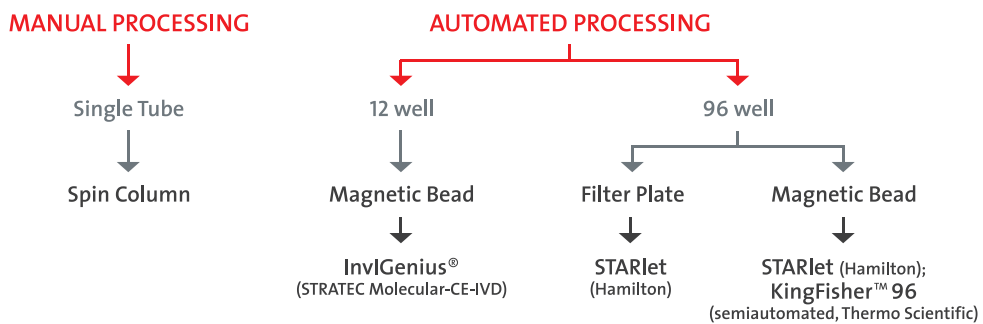 MANUAL PROCESSING
AUTOMATED PROCESSING
Single Tube
12 well
96 well
Spin Column
Magnetic Bead
Filter Plate
Magnetic Bead
InvIGenius®
(STRATEC Molecular-CE-IVD)
STARlet
(Hamilton)
STARlet (Hamilton);
KingFisher™ 96
(semiautomated, Thermo Scientific)